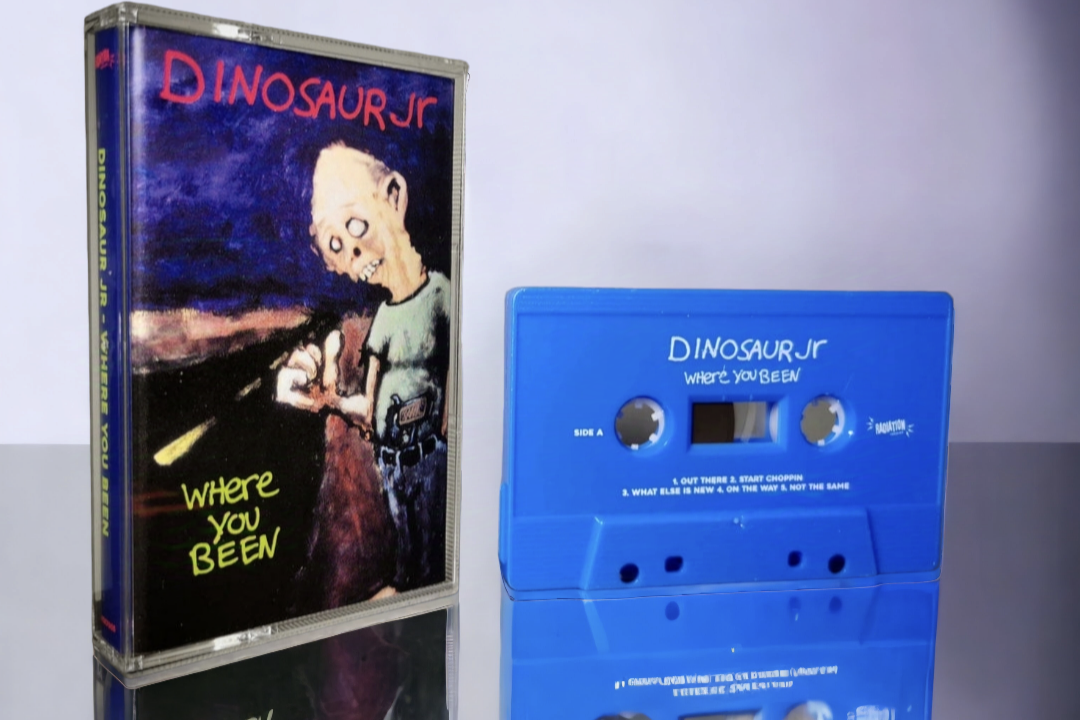 DINOSAUR Jr
WHere
YOU
BEEN
DINOSAUR JR - WHERE YOU BEEN
DINOSAUR Jr
WHere YOU BEEN
SIDE A
RADIATION
1. OUT THERE 2. START CHOPPIN
3. WHAT ELSE IS NEW 4. ON THE WAY 5. NOT THE SAME